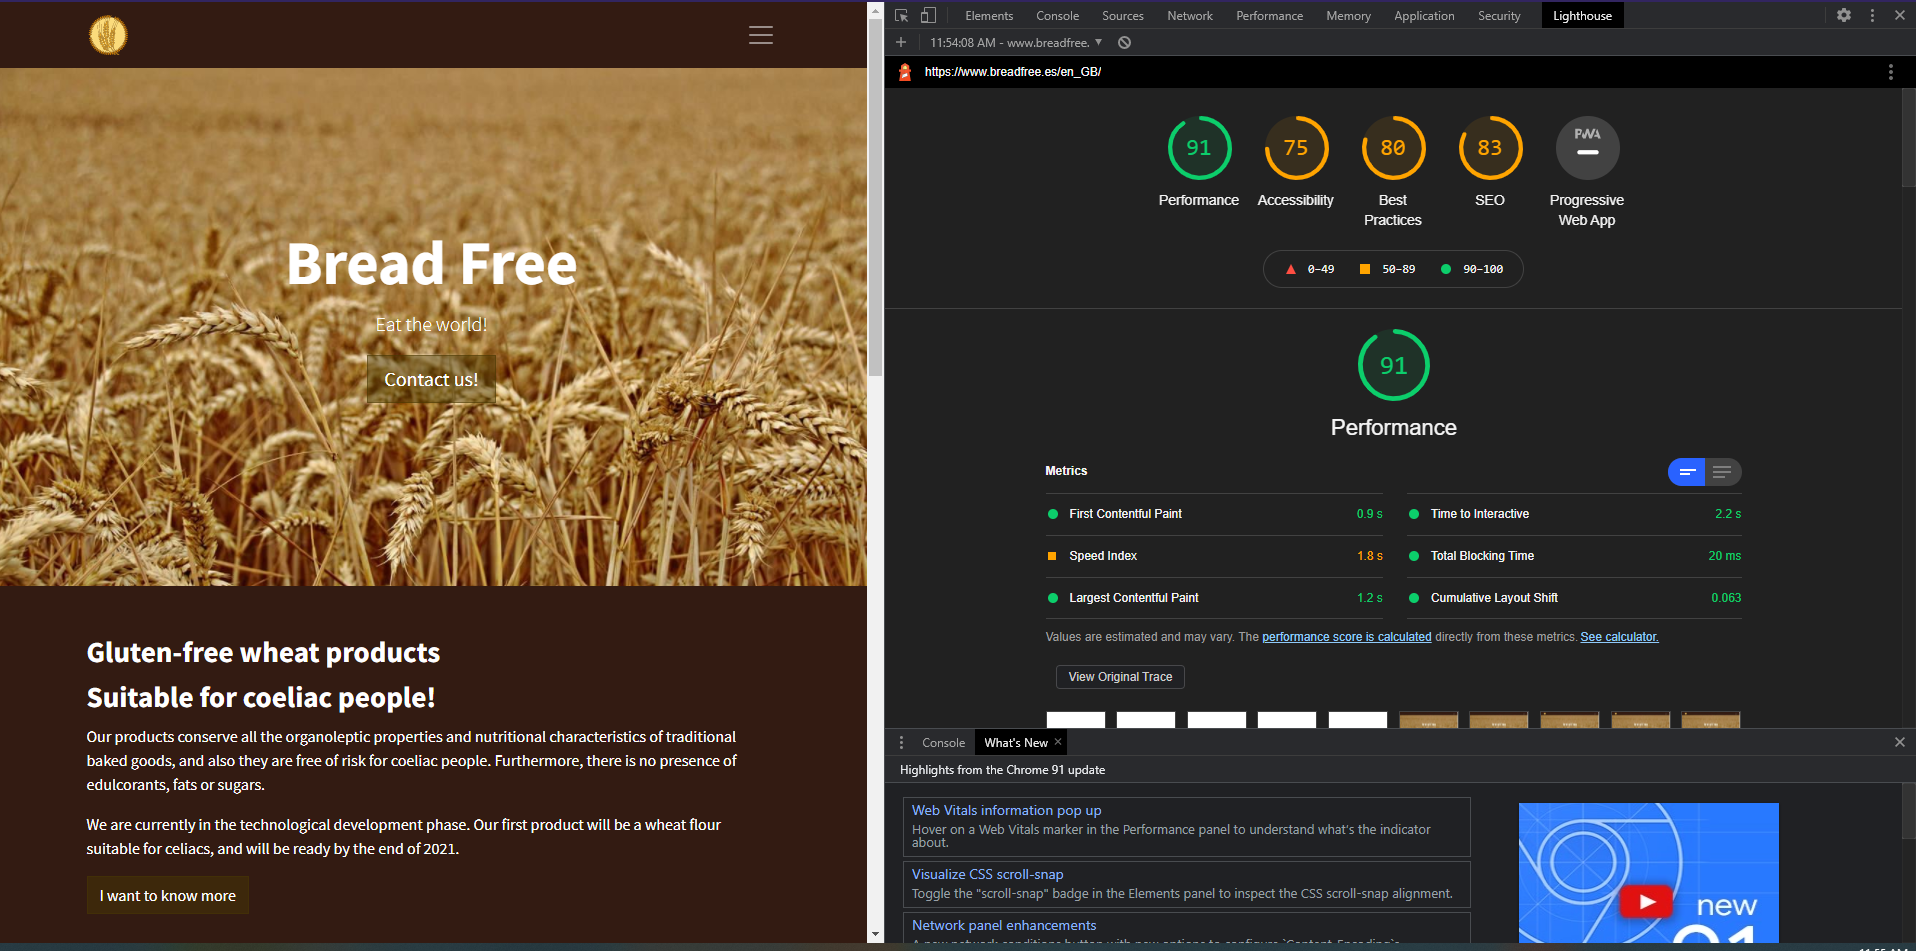 Bread Free
Eat the world!
Contact us!
Gluten-free wheat products
Suitable for coeliac people!
Our products conserve all the organoleptic properties and nutritional characteristics of traditional
baked goods, and also they are free of risk for coeliac people. Furthermore, there is no presence of
edulcorants, fats or sugars.
We are currently in the technological development phase. Our first product will be a wheat flour
suitable for celiacs, and will be ready by the end of 2021.
I want to know more
Elements Console Sources Network Performance Memory Application Security Lighthouse
11:54:08 AM - www.breadfree.
https://www.breadfree.es/en_GB/
91 75 80 83 PWA
Performance Accessibility Best Practices SEO Progressive Web App
0–49 50–89 90–100
91
Performance
Metrics
First Contentful Paint 0.9 s Time to Interactive 2.2 s
Speed Index 1.8 s Total Blocking Time 20 ms
Largest Contentful Paint 1.2 s Cumulative Layout Shift 0.063
Values are estimated and may vary. The performance score is calculated directly from these metrics. See calculator.
View Original Trace
Console What's New
Highlights from the Chrome 91 update
Web Vitals information pop up
Hover on a Web Vitals marker in the Performance panel to understand what's the indicator
about.
Visualize CSS scroll-snap
Toggle the "scroll-snap" badge in the Elements panel to inspect the CSS scroll-snap alignment.
Network panel enhancements
new
91